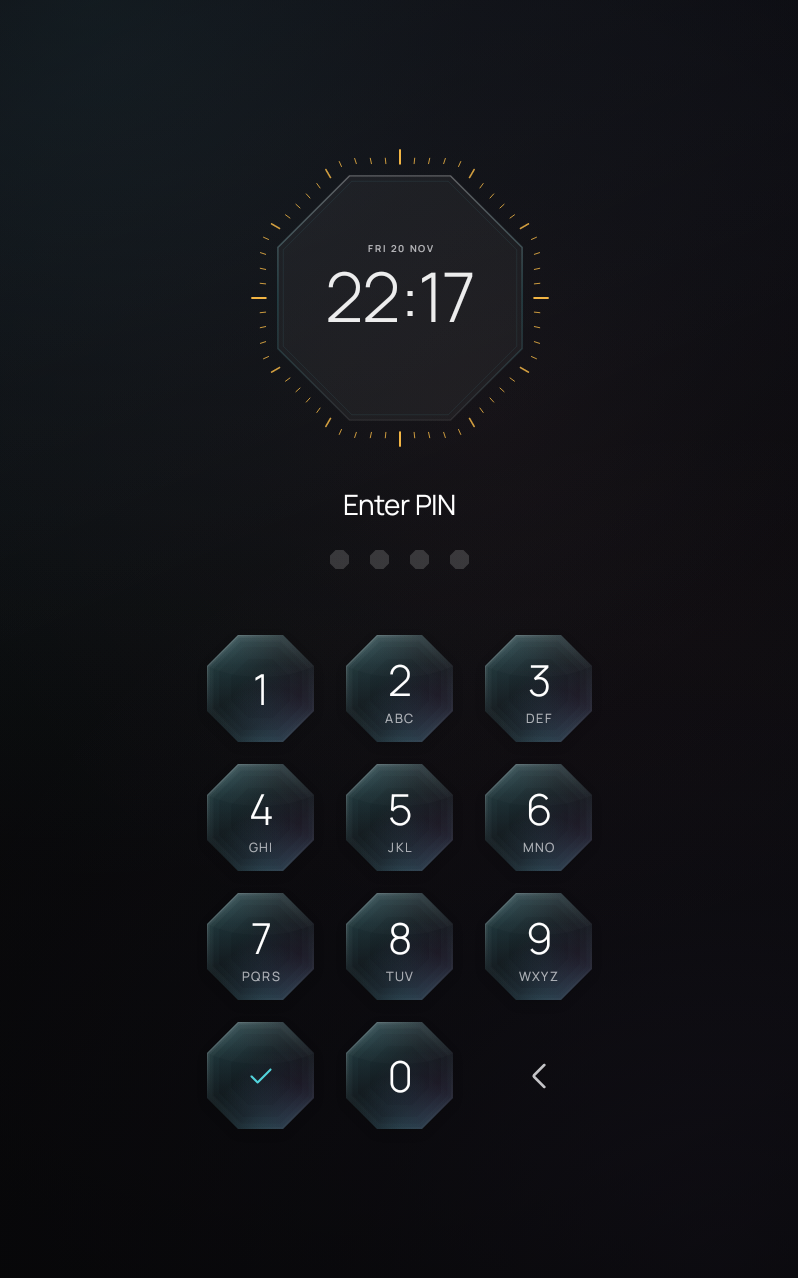 FRI 20 NOV
22:17
Enter PIN
1 2 3
ABC DEF
4 5 6
GHI JKL MNO
7 8 9
PQRS TUV WXYZ
0